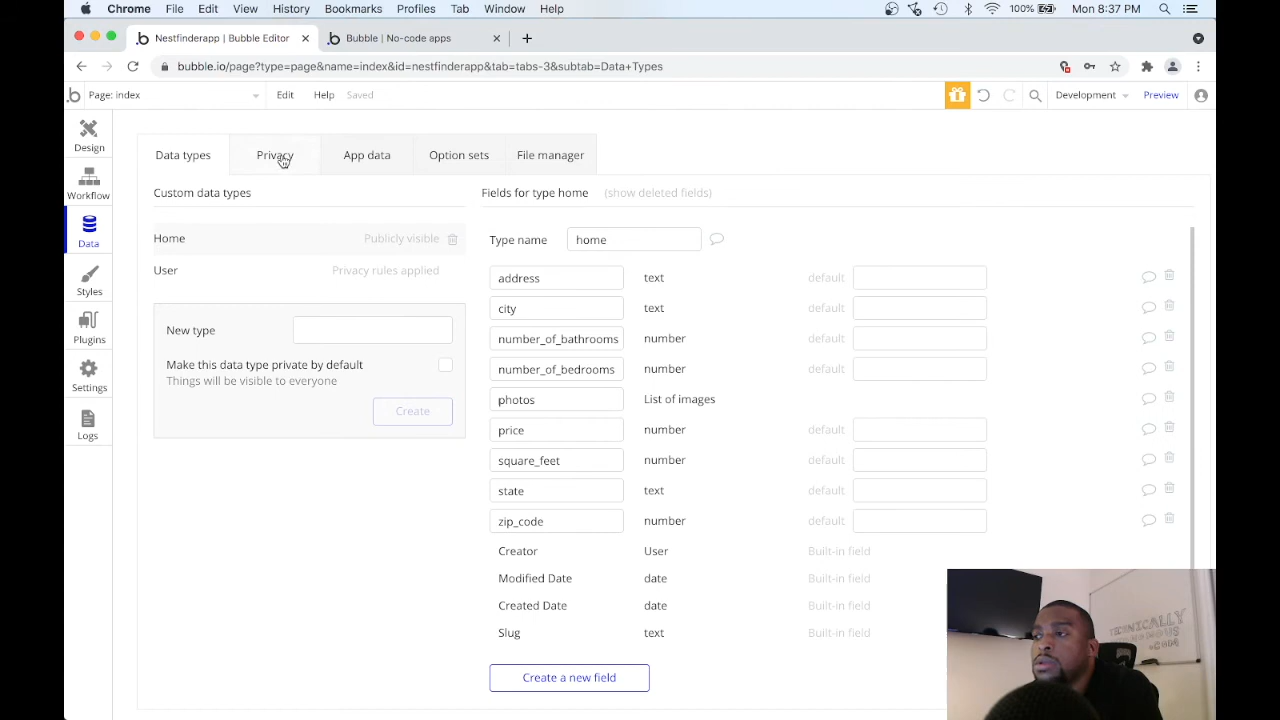 Chrome File Edit View History Bookmarks Profiles Tab Window Help 100% Mon 8:37 PM
Nestfinderapp | Bubble Editor Bubble | No-code apps
bubble.io/page?type=page&name=index&id=nestfinderapp&tab=tabs-3&subtab=Data+Types
Page: index Edit Help Saved Development Preview
Design
Workflow
Data
Styles
Plugins
Settings
Logs
Data types Privacy App data Option sets File manager
Custom data types
Home Publicly visible
User Privacy rules applied
New type
Make this data type private by default
Things will be visible to everyone
Create
Fields for type home (show deleted fields)
Type name home
address text default
city text default
number_of_bathrooms number default
number_of_bedrooms number default
photos List of images
price number default
square_feet number default
state text default
zip_code number default
Creator User Built-in field
Modified Date date Built-in field
Created Date date Built-in field
Slug text Built-in field
Create a new field
TECHNICALLY